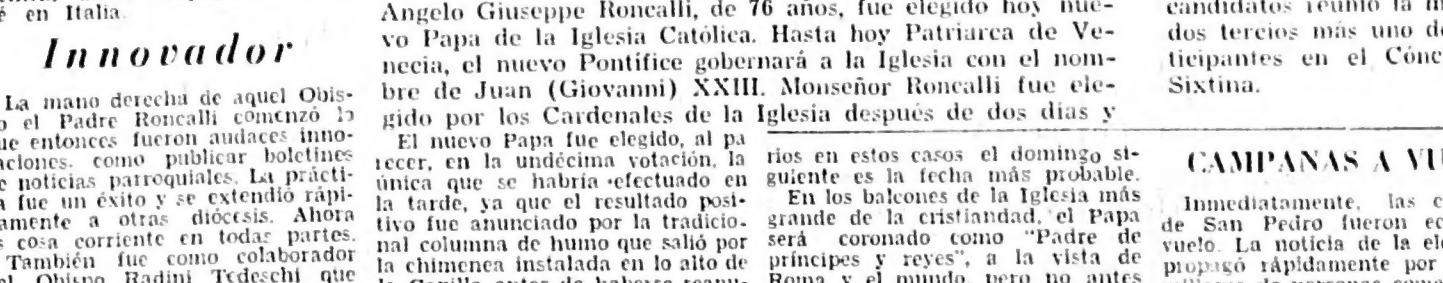 é en Italia.
Innovador
La mano derecha de aquel Obis-
o el Padre Roncalli comenzó lo
ue entonces fueron audaces inno-
aciones. como publicar boletines
e noticias parroquiales. La prácti-
a fue un éxito y se extendió rápi-
amente a otras diócesis. Ahora
s cosa corriente en todas partes.
También fue como colaborador
el Obispo Radini Tedeschi que
Angelo Giuseppe Roncalli, de 76 años, fue elegido hoy nue-
vo Papa de la Iglesia Católica. Hasta hoy Patriarca de Ve-
necia, el nuevo Pontífice gobernará a la Iglesia con el nom-
bre de Juan (Giovanni) XXIII. Monseñor Roncalli fue ele-
gido por los Cardenales de la Iglesia después de dos días y
El nuevo Papa fue elegido, al pa
recer, en la undécima votación, la
única que se habría efectuado en
la tarde, ya que el resultado posi-
tivo fue anunciado por la tradicio-
nal columna de humo que salió por
la chimenea instalada en lo alto de
la Capilla antes de haberse reanu-
rios en estos casos el domingo si-
guiente es la fecha más probable.
En los balcones de la Iglesia más
grande de la cristiandad, el Papa
será coronado como "Padre de
príncipes y reyes", a la vista de
Roma y el mundo, pero no antes
candidatos reunió la
dos tercios más uno d
ticipantes en el Cónc
Sixtina.
CAMPANAS A VU
Inmediatamente, las c
de San Pedro fueron ec
vuelo. La noticia de la ele
propagó rápidamente por
de personas